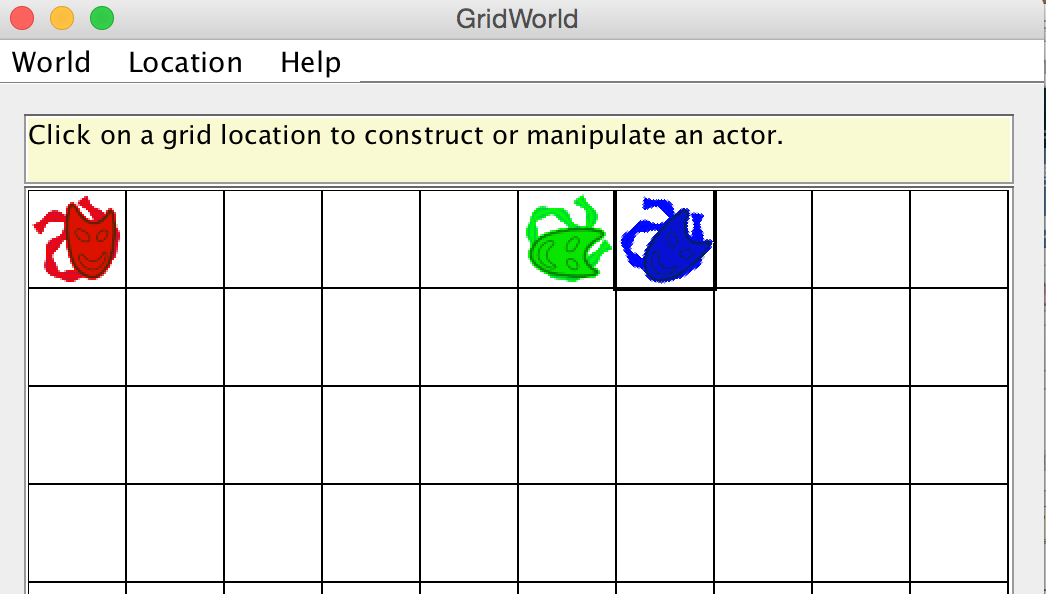 GridWorld
World Location Help
Click on a grid location to construct or manipulate an actor.